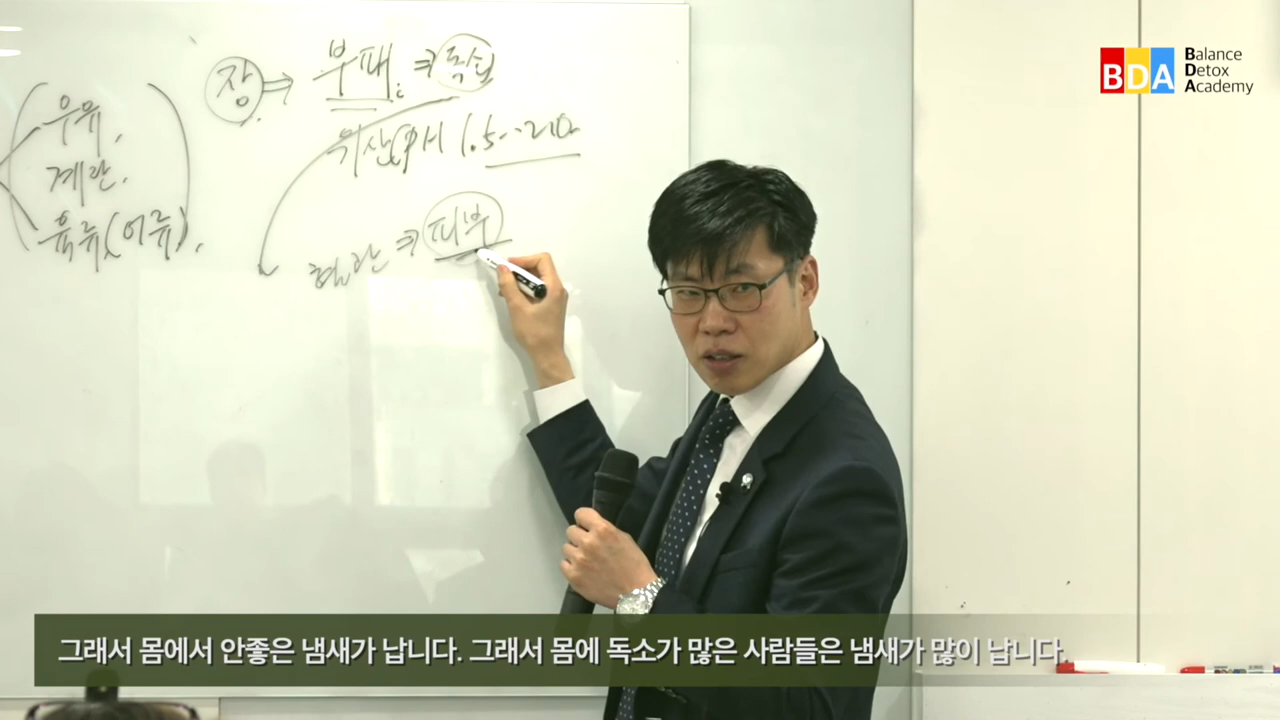 장 ⇒ 부패 ⇒ 독소
우유,
계란,
육류(어류),
위산 PH 1.5~
혈관 ⇒ 피부
BDA Balance
Detox
Academy
그래서 몸에서 안좋은 냄새가 납니다. 그래서 몸에 독소가 많은 사람들은 냄새가 많이 납니다.